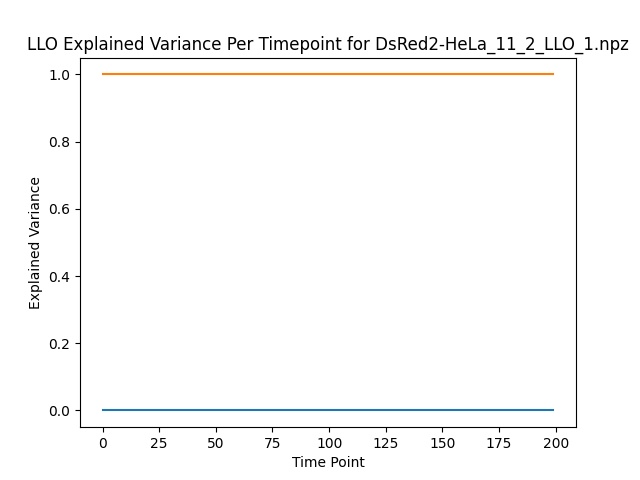 LLO Explained Variance Per Timepoint for DsRed2-HeLa_11_2_LLO_1.npz
1.0
0.8
0.6
0.4
0.2
0.0
Explained Variance
0 25 50 75 100 125 150 175 200
Time Point